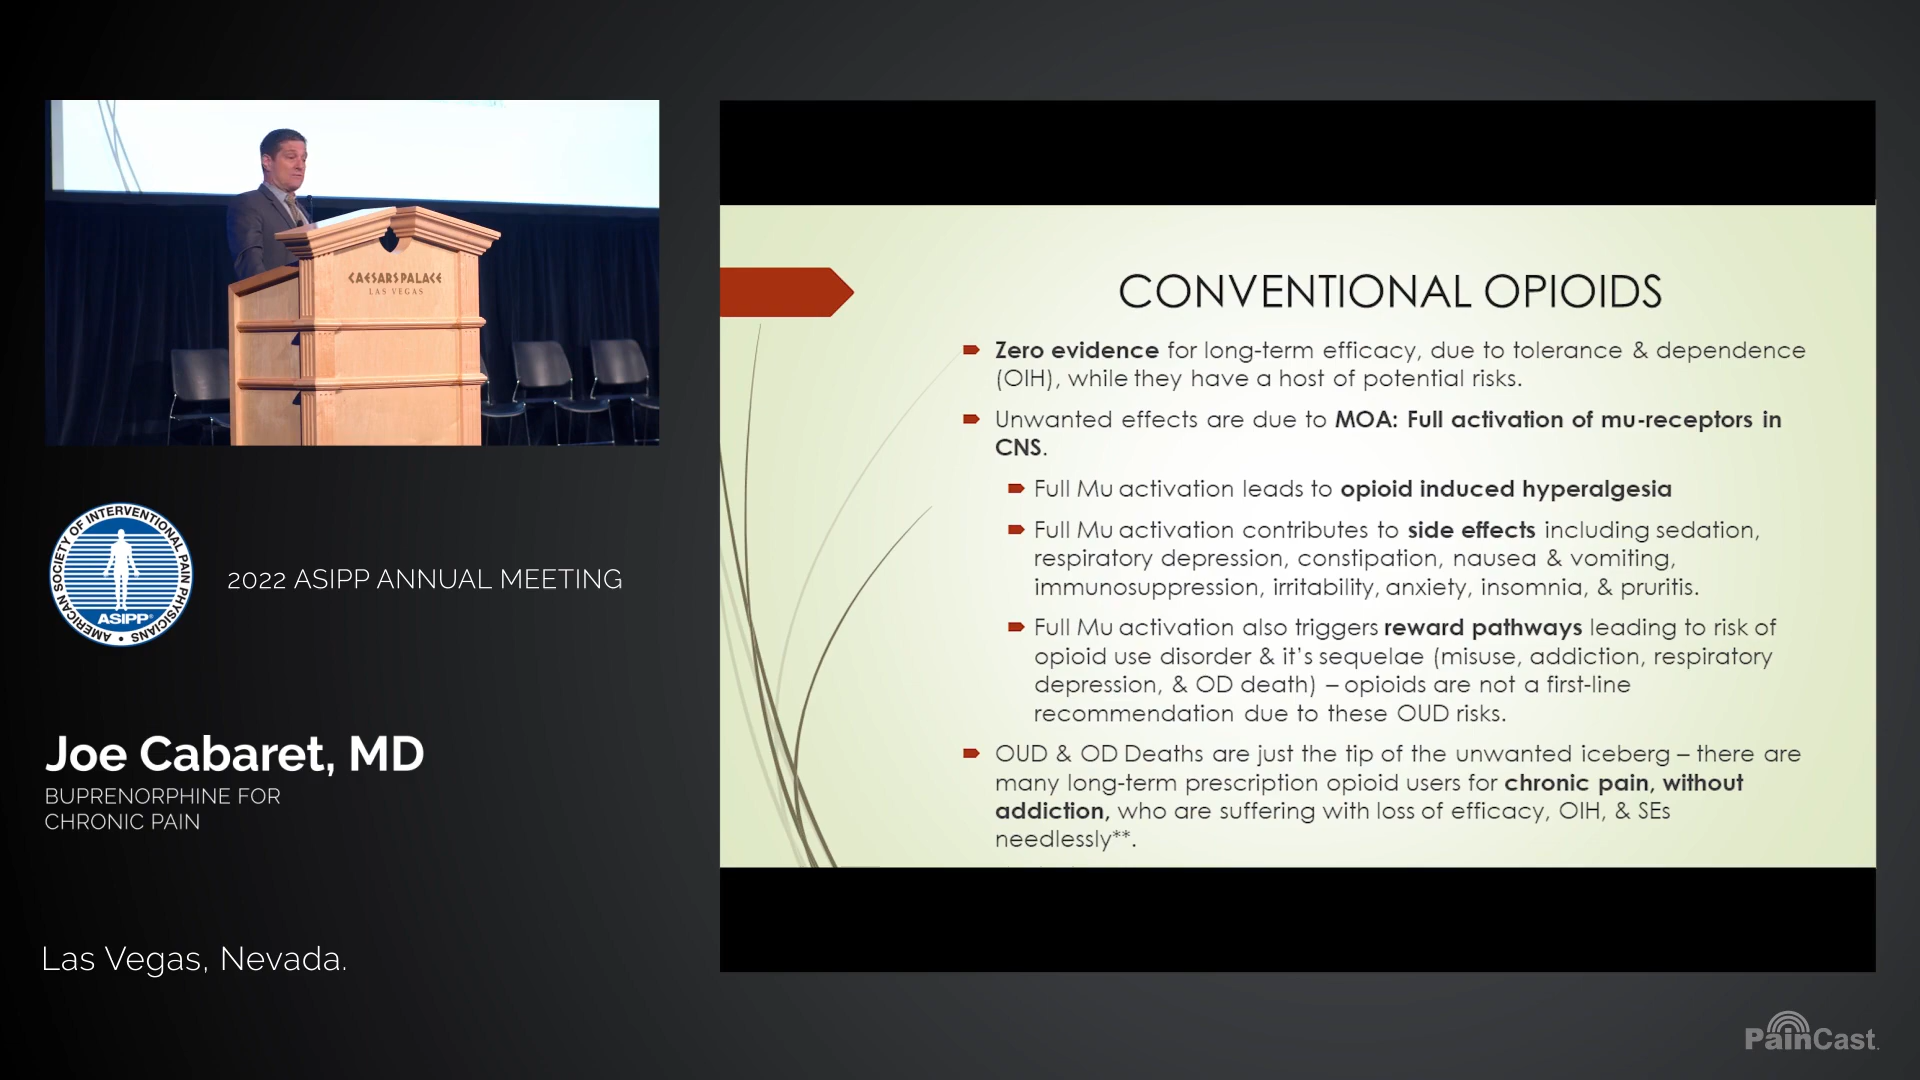 CAESARS PALACE
LAS VEGAS
AMERICAN SOCIETY OF INTERVENTIONAL PAIN PHYSICIANS
ASIPP®
2022 ASIPP ANNUAL MEETING
Joe Cabaret, MD
BUPRENORPHINE FOR
CHRONIC PAIN
Las Vegas, Nevada.
CONVENTIONAL OPIOIDS
Zero evidence for long-term efficacy, due to tolerance & dependence
(OIH), while they have a host of potential risks.
Unwanted effects are due to MOA: Full activation of mu-receptors in
CNS.
Full Mu activation leads to opioid induced hyperalgesia
Full Mu activation contributes to side effects including sedation,
respiratory depression, constipation, nausea & vomiting,
immunosuppression, irritability, anxiety, insomnia, & pruritis.
Full Mu activation also triggers reward pathways leading to risk of
opioid use disorder & it's sequelae (misuse, addiction, respiratory
depression, & OD death) – opioids are not a first-line
recommendation due to these OUD risks.
OUD & OD Deaths are just the tip of the unwanted iceberg – there are
many long-term prescription opioid users for chronic pain, without
addiction, who are suffering with loss of efficacy, OIH, & SEs
needlessly**.
PainCast.